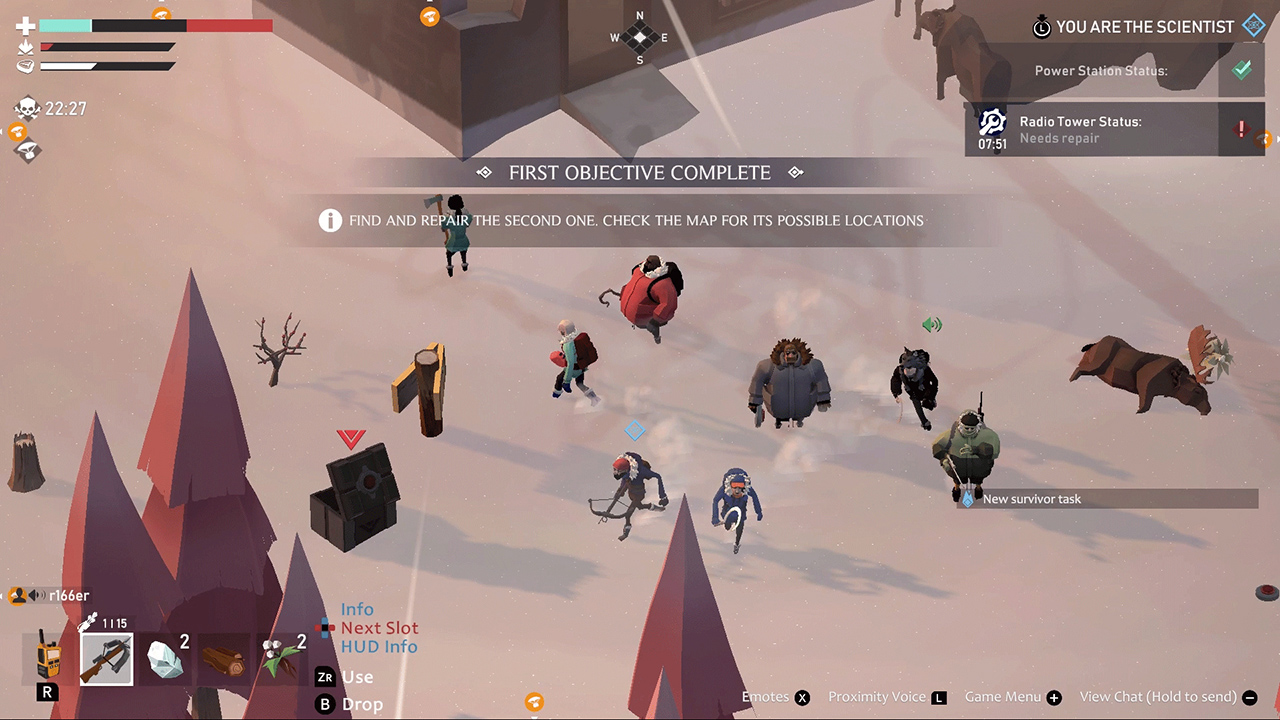 N
W E
S
L YOU ARE THE SCIENTIST
Power Station Status:
Radio Tower Status:
Needs repair
07:51
22:27
FIRST OBJECTIVE COMPLETE
FIND AND REPAIR THE SECOND ONE. CHECK THE MAP FOR ITS POSSIBLE LOCATIONS
New survivor task
r166er
1 | 15
2
2
R
Info
Next Slot
HUD Info
ZR Use
B Drop
Emotes X Proximity Voice L Game Menu + View Chat (Hold to send) −